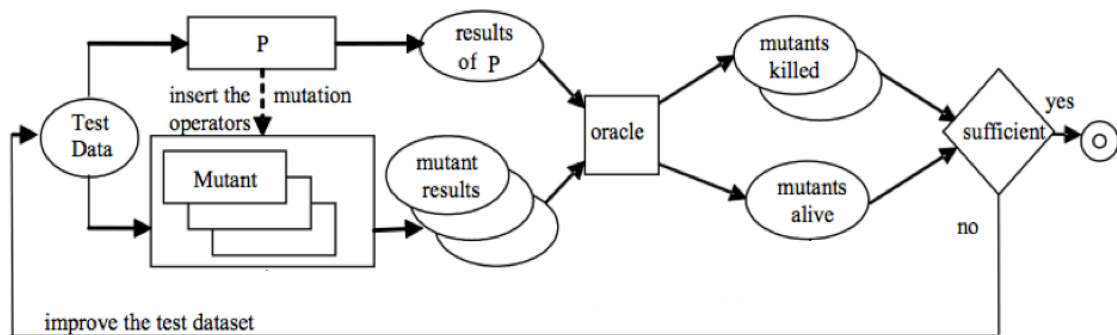 P
results
of P
mutants
killed
insert the
mutation
operators
Test
Data
oracle
yes
sufficient
Mutant
mutant
results
mutants
alive
no
improve the test dataset